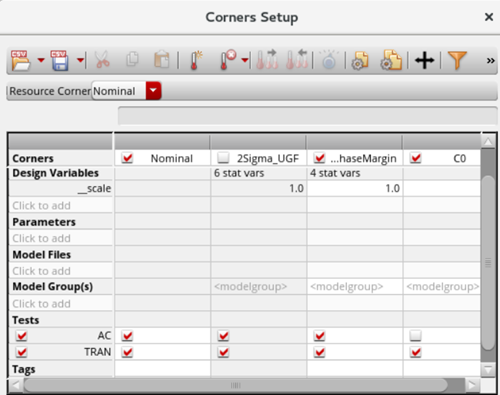 Corners Setup
Resource Corner Nominal
Corners Nominal 2Sigma_UGF ...haseMargin C0
Design Variables 6 stat vars 4 stat vars
__scale 1.0 1.0
Click to add
Parameters
Click to add
Model Files
Click to add
Model Group(s) <modelgroup> <modelgroup> <modelgroup>
Click to add
Tests
AC
TRAN
Tags